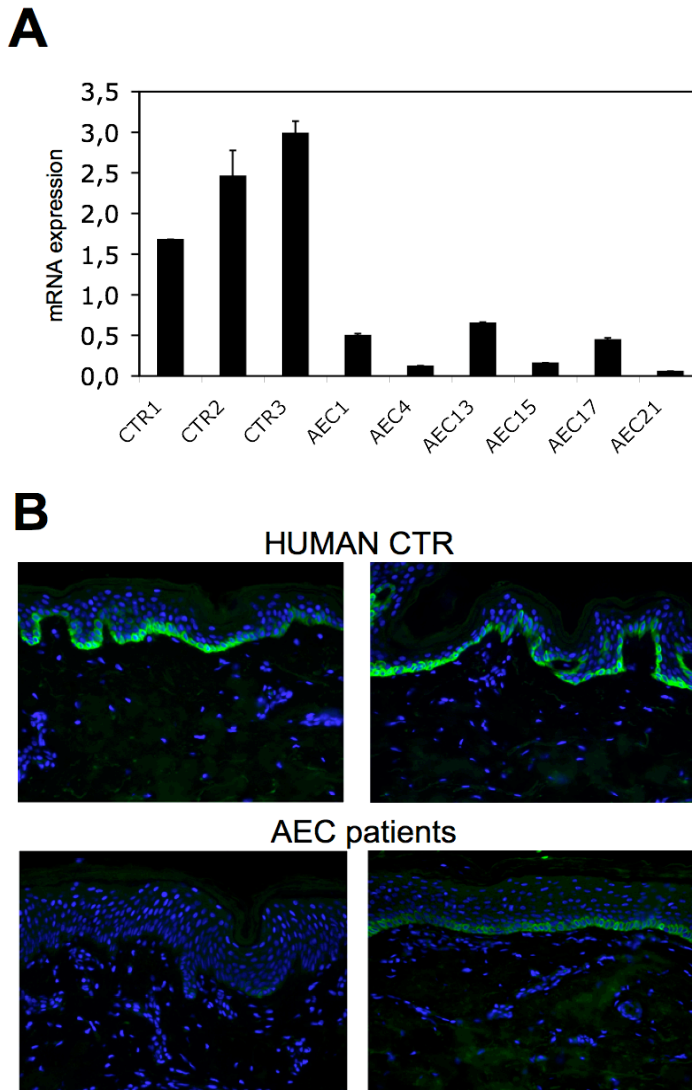 A
3,5
3,0
2,5
2,0
1,5
1,0
0,5
0,0
mRNA expression
CTR1
CTR2
CTR3
AEC1
AEC4
AEC13
AEC15
AEC17
AEC21
B
HUMAN CTR
AEC patients